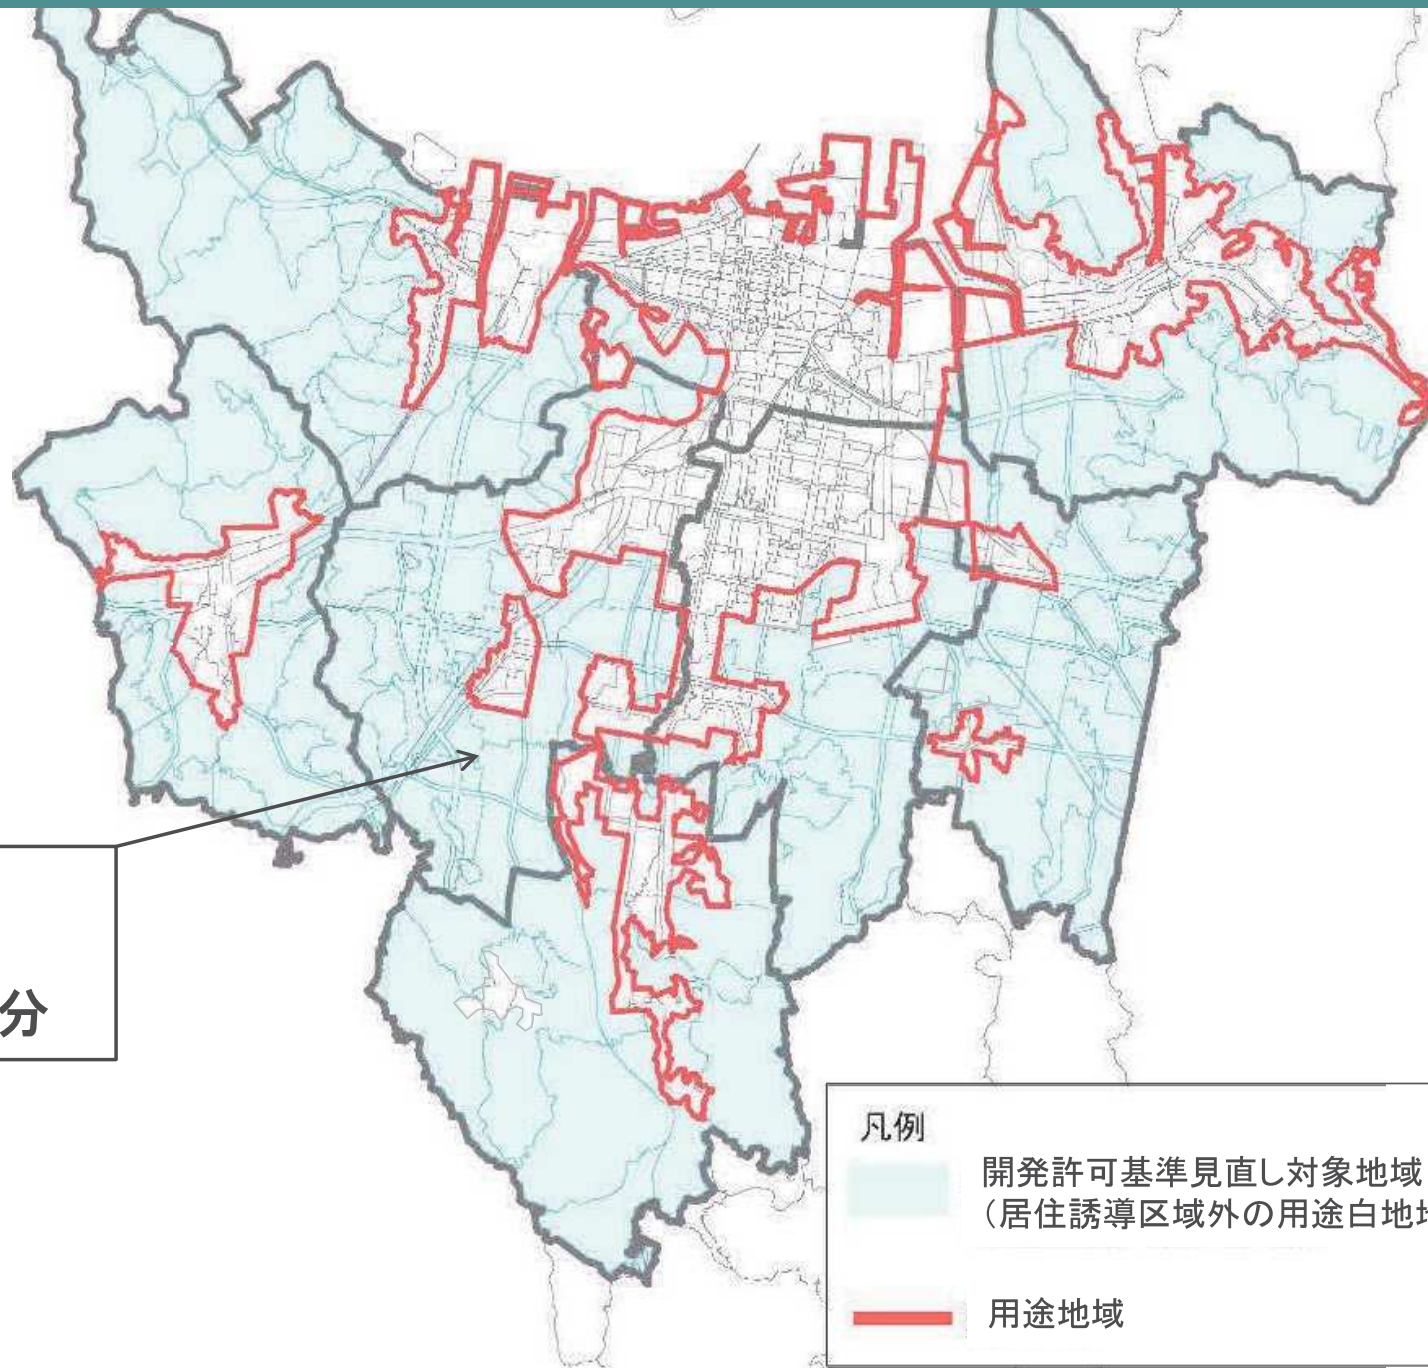 分
凡例
開発許可基準見直し対象地域
（居住誘導区域外の用途白地
用途地域